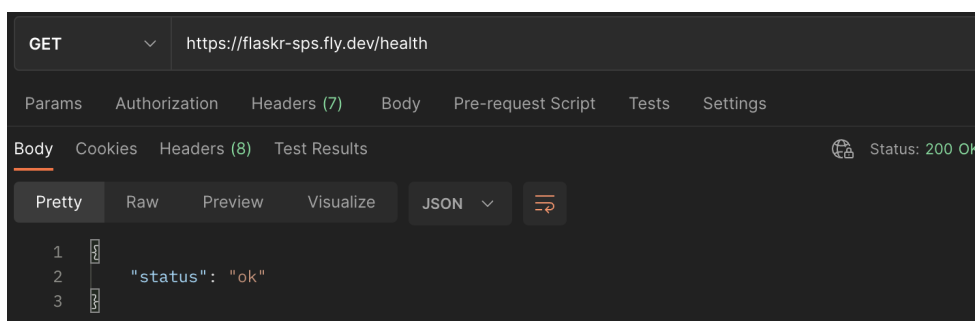 GET https://flaskr-sps.fly.dev/health
Params Authorization Headers (7) Body Pre-request Script Tests Settings
Body Cookies Headers (8) Test Results Status: 200 OK
Pretty Raw Preview Visualize JSON
1 {
2 "status": "ok"
3 }